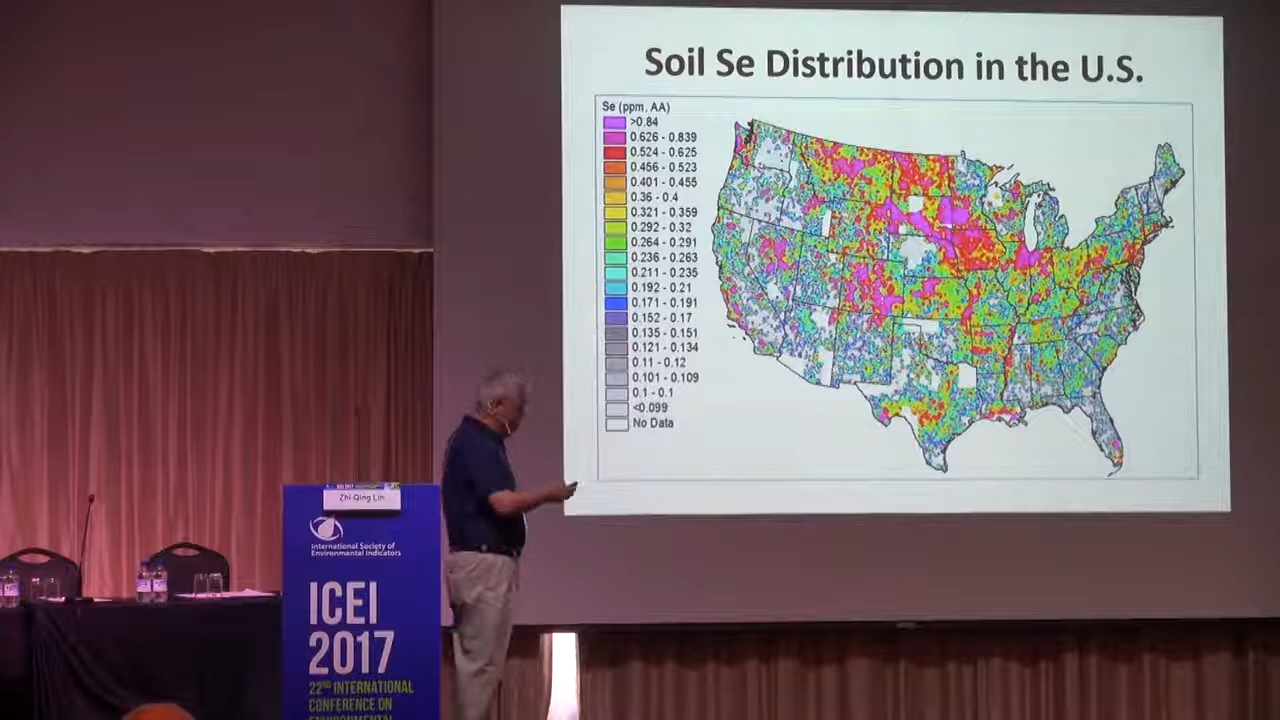 Soil Se Distribution in the U.S.
Se (ppm, AA)
>0.84
0.626 - 0.839
0.524 - 0.625
0.456 - 0.523
0.401 - 0.455
0.36 - 0.4
0.321 - 0.359
0.292 - 0.32
0.264 - 0.291
0.236 - 0.263
0.211 - 0.235
0.192 - 0.21
0.171 - 0.191
0.152 - 0.17
0.135 - 0.151
0.121 - 0.134
0.11 - 0.12
0.101 - 0.109
0.1 - 0.1
<0.099
No Data
Zhi-Qing Lin
International Society of
Environmental Indicators
ICEI
2017
22ND INTERNATIONAL
CONFERENCE ON
ENVIRONMENTAL